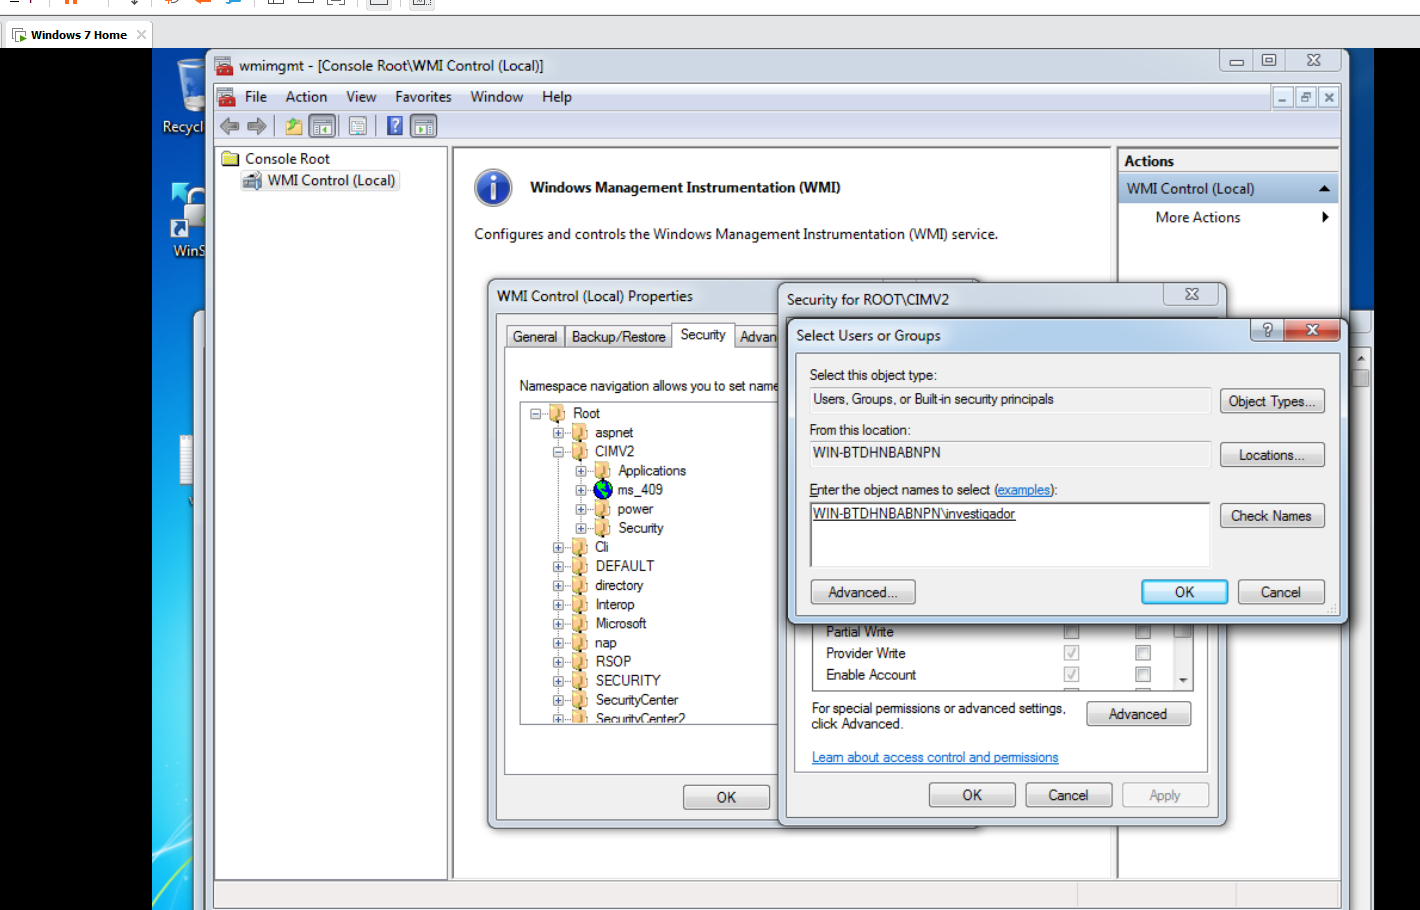 Windows 7 Home
Recycl
WinS
wmimgmt - [Console Root\WMI Control (Local)]
File Action View Favorites Window Help
Console Root
WMI Control (Local)
Windows Management Instrumentation (WMI)
Configures and controls the Windows Management Instrumentation (WMI) service.
Actions
WMI Control (Local)
More Actions
WMI Control (Local) Properties
General Backup/Restore Security Advan
Namespace navigation allows you to set name
Root
aspnet
CIMV2
Applications
ms_409
power
Security
Cli
DEFAULT
directory
Interop
Microsoft
nap
RSOP
SECURITY
SecurityCenter
SecurityCenter2
OK
Security for ROOT\CIMV2
Select Users or Groups
Select this object type:
Users, Groups, or Built-in security principals
Object Types...
From this location:
WIN-BTDHNBABNPN
Locations...
Enter the object names to select (examples):
WIN-BTDHNBABNPN\investigador
Check Names
Advanced...
OK
Cancel
Partial Write
Provider Write
Enable Account
For special permissions or advanced settings,
click Advanced.
Advanced
Learn about access control and permissions
OK
Cancel
Apply